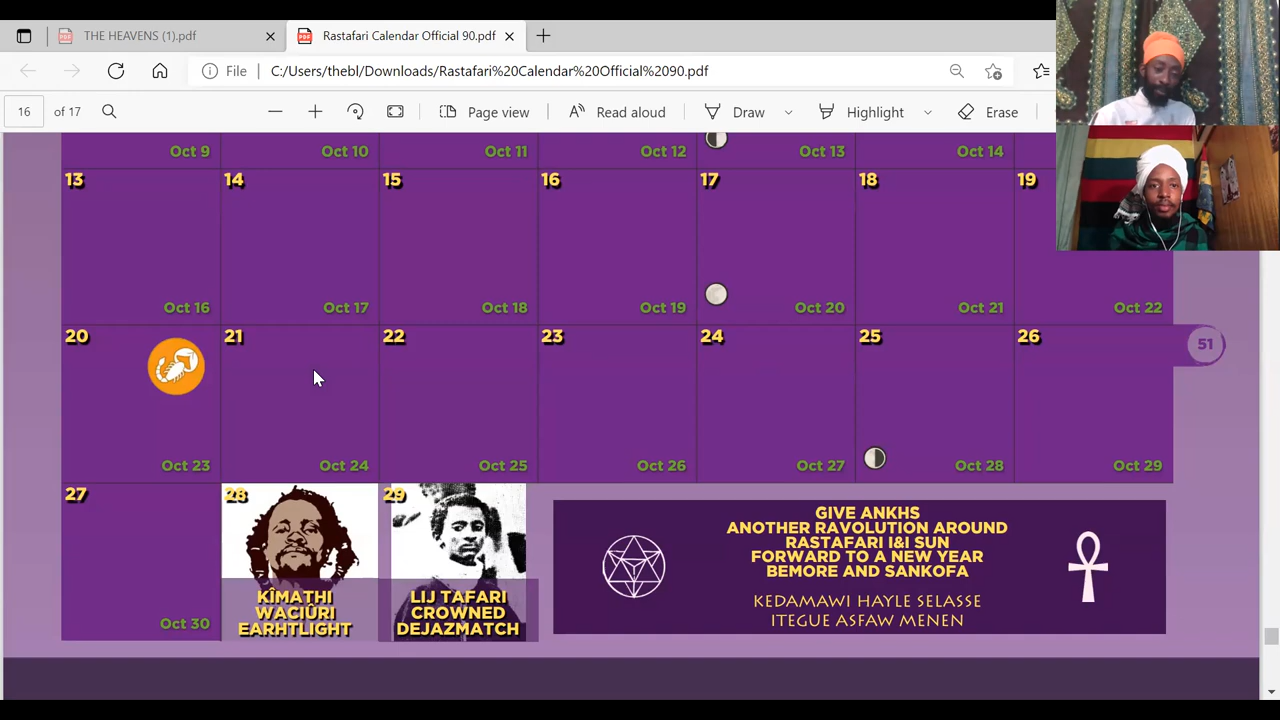 THE HEAVENS (1).pdf
Rastafari Calendar Official 90.pdf
File
C:/Users/thebl/Downloads/Rastafari%20Calendar%20Official%2090.pdf
16 of 17
Page view
Read aloud
Draw
Highlight
Erase
Oct 9 Oct 10 Oct 11 Oct 12 Oct 13 Oct 14
13 14 15 16 17 18 19
Oct 16 Oct 17 Oct 18 Oct 19 Oct 20 Oct 21 Oct 22
20 21 22 23 24 25 26
51
Oct 23 Oct 24 Oct 25 Oct 26 Oct 27 Oct 28 Oct 29
27 28 29
Oct 30
KÎMATHI
WACIÛRI
EARHTLIGHT
LIJ TAFARI
CROWNED
DEJAZMATCH
GIVE ANKHS
ANOTHER RAVOLUTION AROUND
RASTAFARI I&I SUN
FORWARD TO A NEW YEAR
BEMORE AND SANKOFA
KEDAMAWI HAYLE SELASSE
ITEGUE ASFAW MENEN